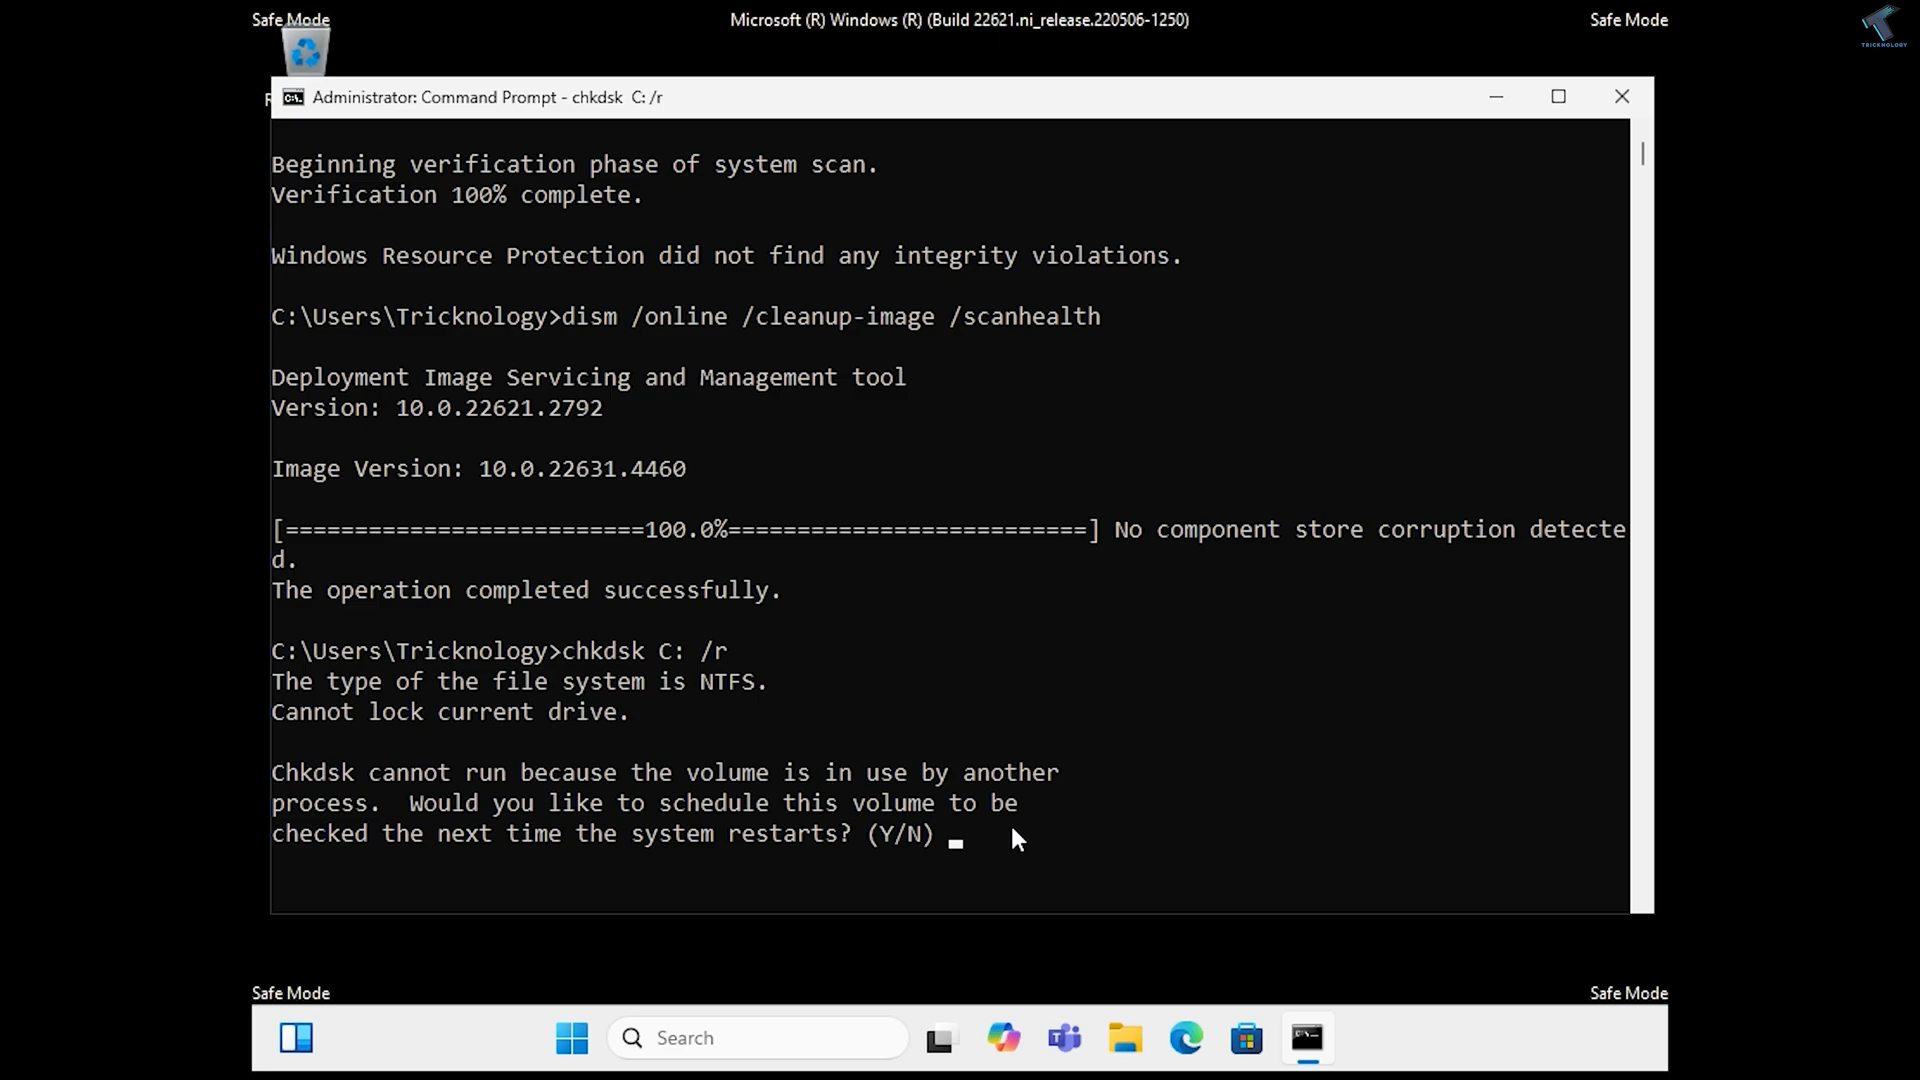 Safe Mode
Microsoft (R) Windows (R) (Build 22621.ni_release.220506-1250)
Safe Mode
TRICKNOLOGY
R
Administrator: Command Prompt - chkdsk  C: /r
Beginning verification phase of system scan.
Verification 100% complete.
Windows Resource Protection did not find any integrity violations.
C:\Users\Tricknology>dism /online /cleanup-image /scanhealth
Deployment Image Servicing and Management tool
Version: 10.0.22621.2792
Image Version: 10.0.22631.4460
[==========================100.0%==========================] No component store corruption detecte
d.
The operation completed successfully.
C:\Users\Tricknology>chkdsk C: /r
The type of the file system is NTFS.
Cannot lock current drive.
Chkdsk cannot run because the volume is in use by another
process.  Would you like to schedule this volume to be
checked the next time the system restarts? (Y/N)
Safe Mode
Safe Mode
Search